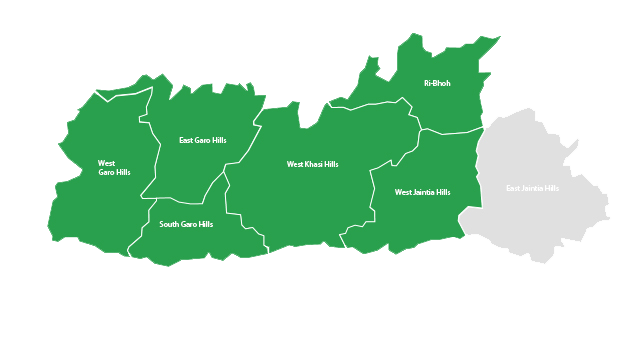 Ri-Bhoh
East Garo Hills
West
Garo Hills
West Khasi Hills
West Jaintia Hills
East Jaintia Hills
South Garo Hills